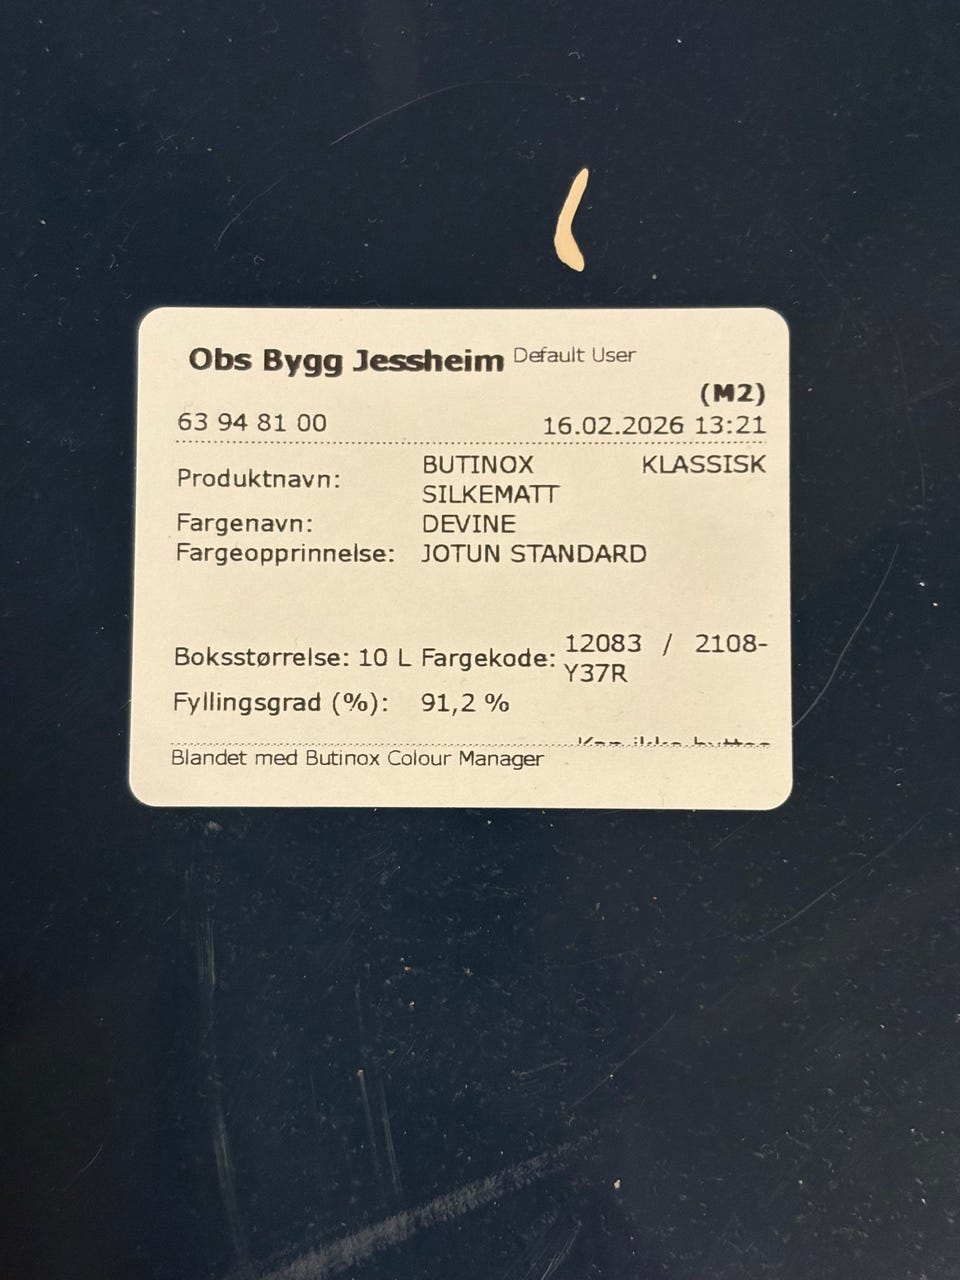 Obs Bygg Jessheim Default User
(M2)
63 94 81 00 16.02.2026 13:21
Produktnavn: BUTINOX KLASSISK
SILKEMATT
Fargenavn: DEVINE
Fargeopprinnelse: JOTUN STANDARD
Boksstørrelse: 10 L Fargekode: 12083 / 2108-
Y37R
Fyllingsgrad (%): 91,2 %
Blandet med Butinox Colour Manager